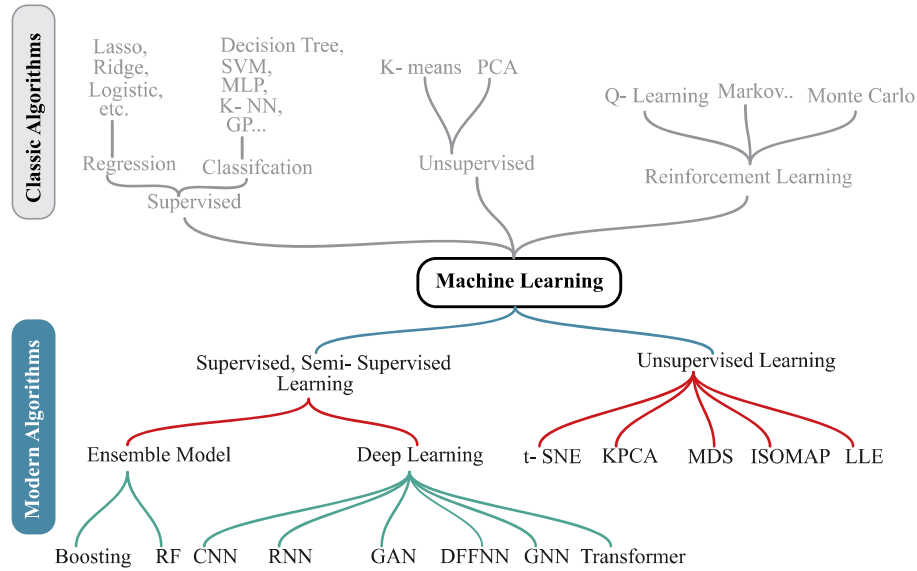 Classic Algorithms
Lasso,
Ridge,
Logistic,
etc.
Decision Tree,
SVM,
MLP,
K- NN,
GP...
K- means
PCA
Q- Learning
Markov..
Monte Carlo
Regression
Classifcation
Unsupervised
Reinforcement Learning
Supervised
Machine Learning
Modern Algorithms
Supervised, Semi- Supervised
Learning
Unsupervised Learning
Ensemble Model
Deep Learning
t- SNE
KPCA
MDS
ISOMAP
LLE
Boosting
RF
CNN
RNN
GAN
DFFNN
GNN
Transformer